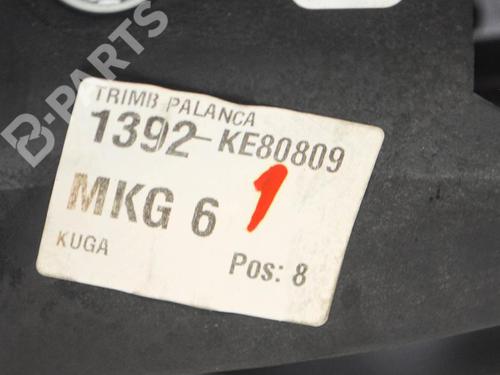 B-PARTS
TRIMB PALANCA
1392-KE80809
MKG 6 1
KUGA
Pos: 8